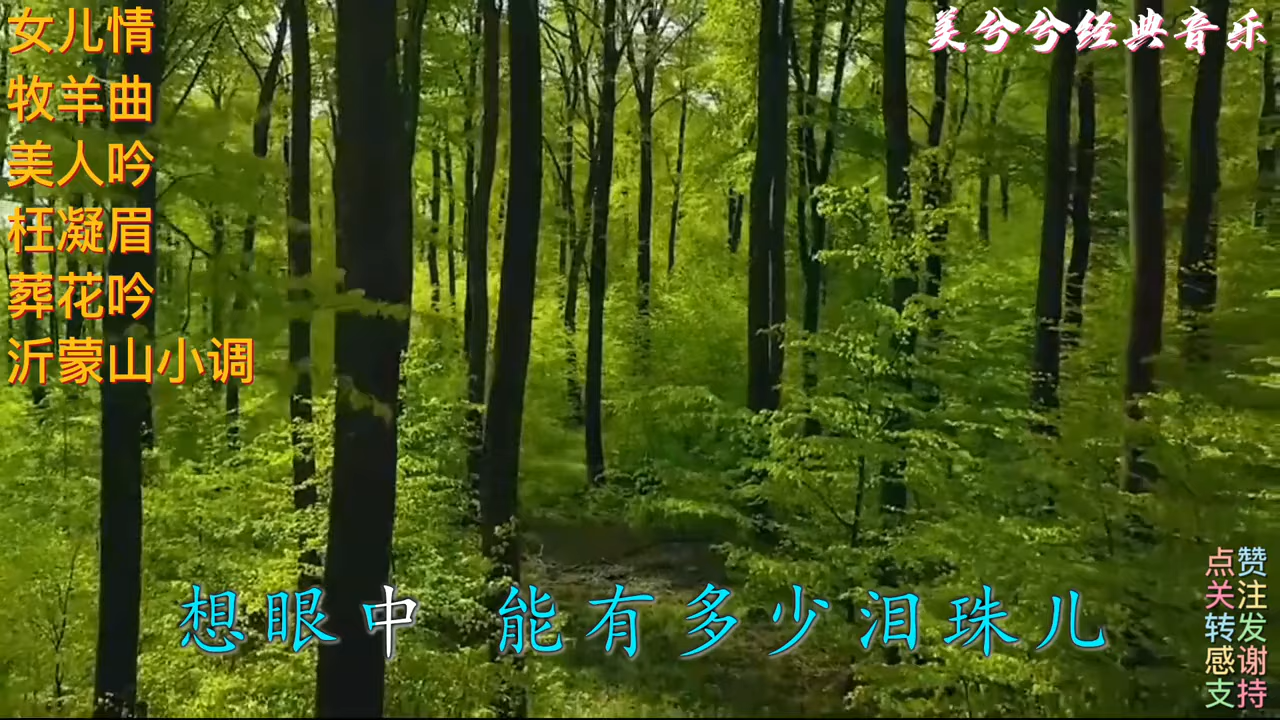 女儿情
牧羊曲
美人吟
枉凝眉
葬花吟
沂蒙山小调
美兮兮经典音乐
想眼中 能有多少泪珠儿
点赞
关注
转发
感谢
支持